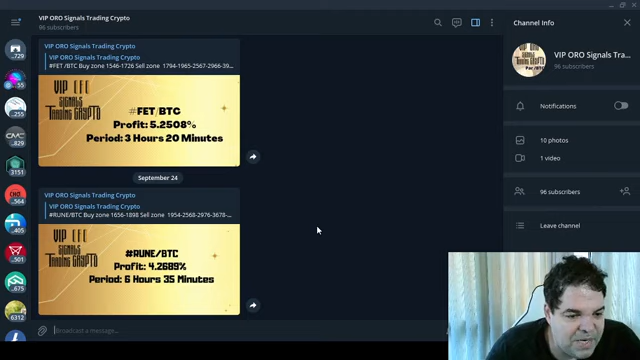 VIP ORO Signals Trading Crypto
96 subscribers
Channel Info
VIP ORO Signals Tra...
96 subscribers
Notifications
10 photos
1 video
96 subscribers
Leave channel
VIP ORO Signals Trading Crypto
VIP ORO Signals Trading Crypto
#FET/BTC Buy zone 1546-1726 Sell zone 1794-1965-2567-2966-39...
#FET/BTC
Profit: 5.2508%
Period: 3 Hours 20 Minutes
September 24
VIP ORO Signals Trading Crypto
VIP ORO Signals Trading Crypto
#RUNE/BTC Buy zone 1656-1898 Sell zone 1954-2568-2976-3678-...
#RUNE/BTC
Profit: 4.2689%
Period: 6 Hours 35 Minutes
Broadcast a message...